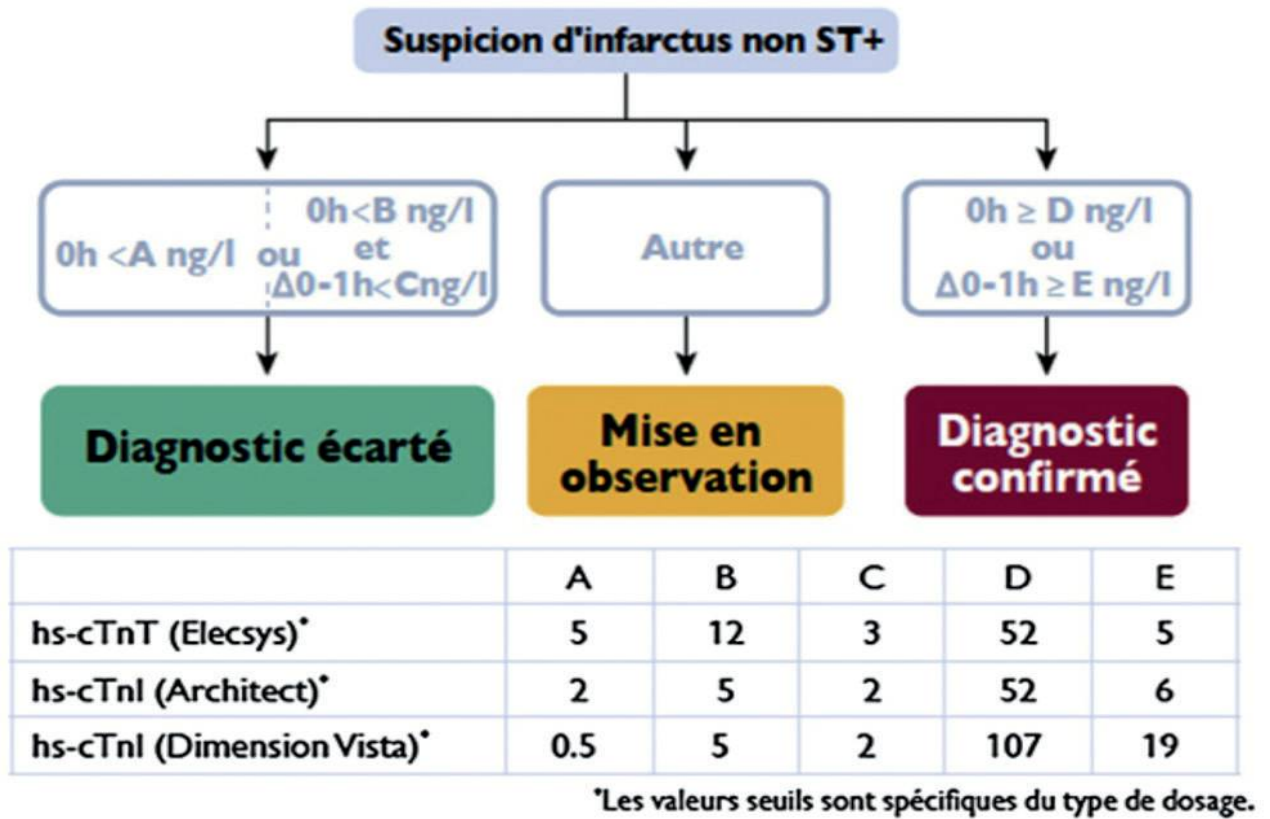 Suspicion d'infarctus non ST+
0h <A ng/l ou
0h<B ng/l
et
Δ0-1h<Cng/l
Autre
0h ≥ D ng/l
ou
Δ0-1h ≥ E ng/l
Diagnostic écarté
Mise en
observation
Diagnostic
confirmé
A B C D E
hs-cTnT (Elecsys)* 5 12 3 52 5
hs-cTnI (Architect)* 2 5 2 52 6
hs-cTnI (Dimension Vista)* 0.5 5 2 107 19
*Les valeurs seuils sont spécifiques du type de dosage.